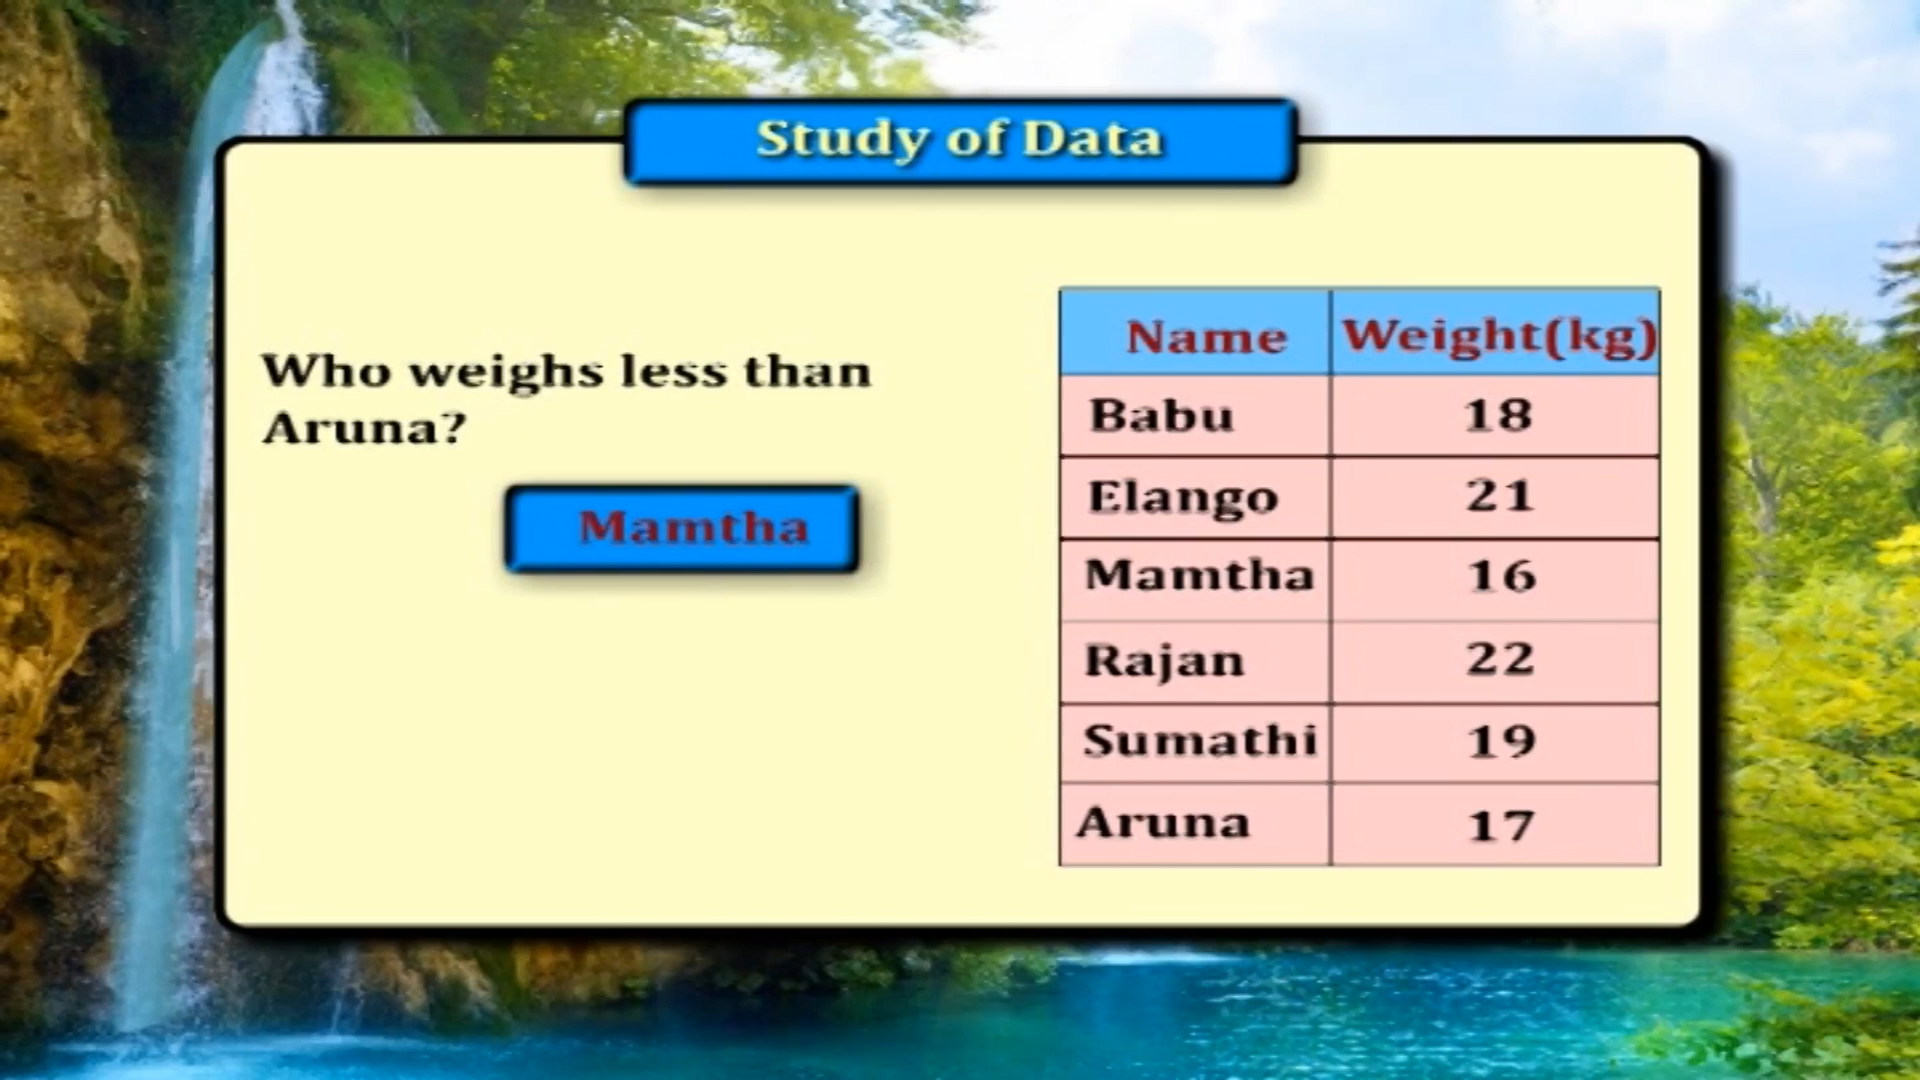 Study of Data
Who weighs less than
Aruna?
Mamtha
Name Weight(kg)
Babu 18
Elango 21
Mamtha 16
Rajan 22
Sumathi 19
Aruna 17